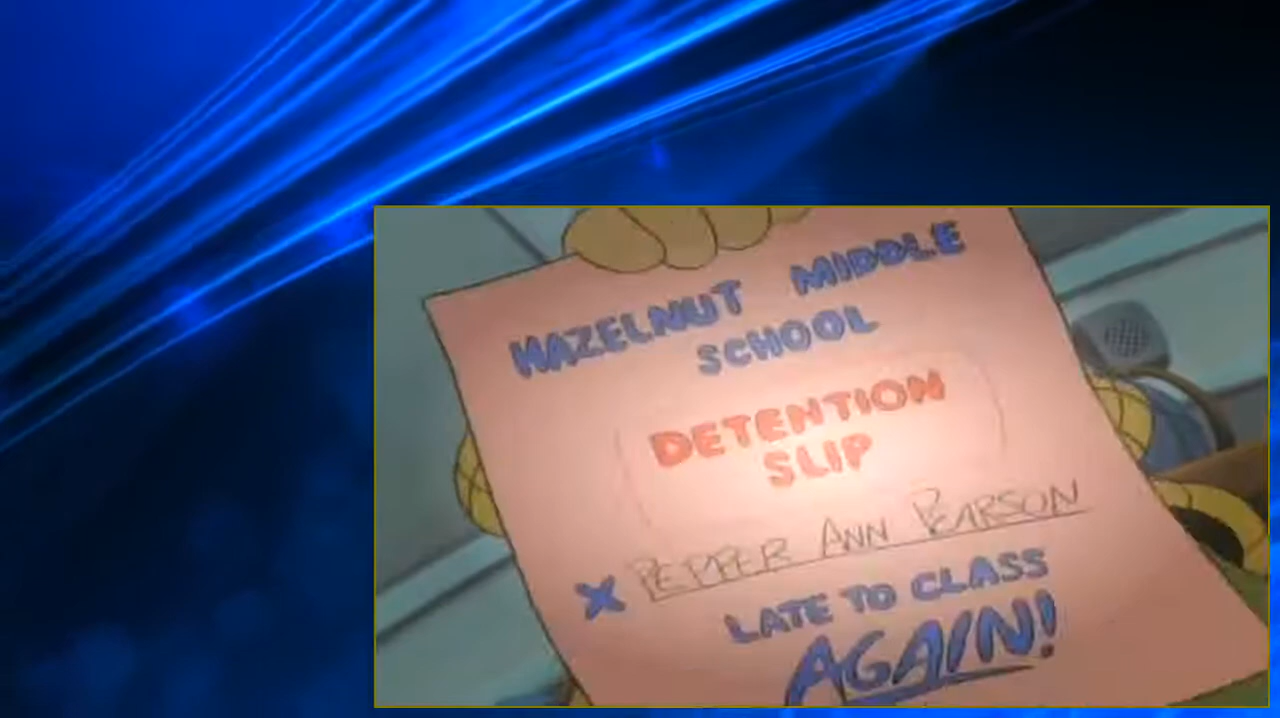 HAZELNUT MIDDLE
SCHOOL
DETENTION
SLIP
X PEPPER ANN PEARSON
LATE TO CLASS
AGAIN!